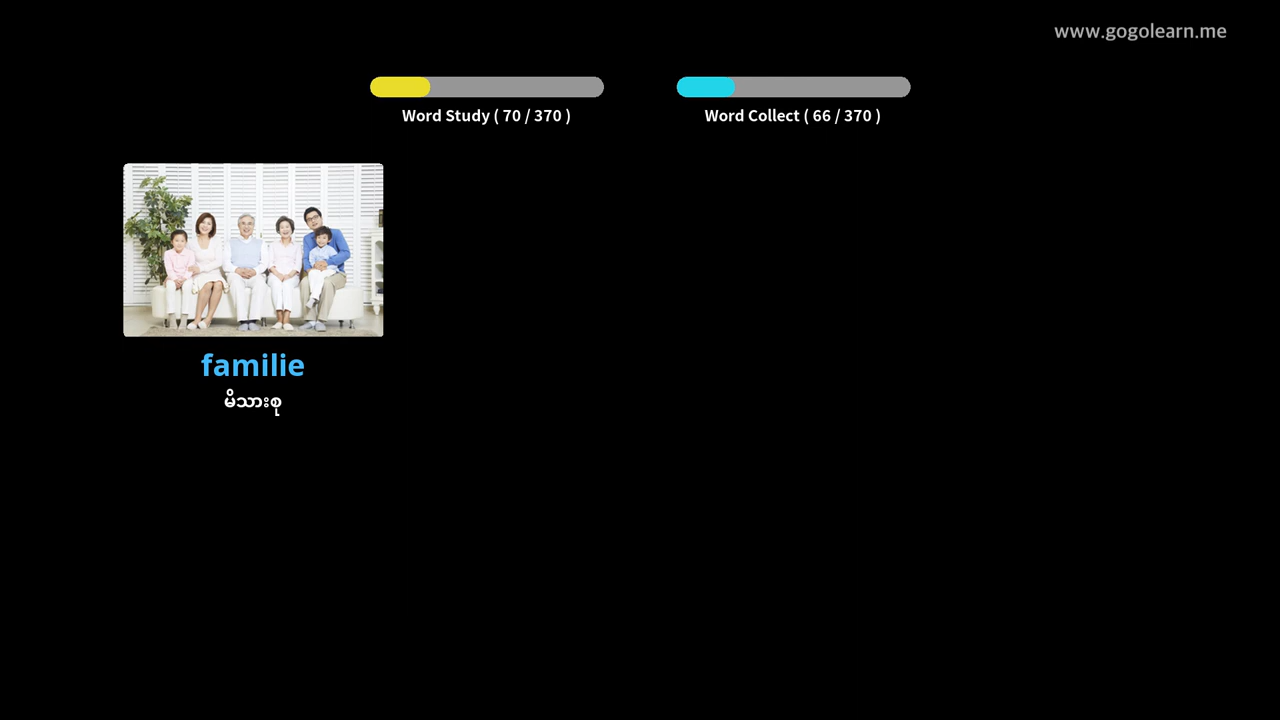 www.gogolearn.me
Word Study ( 70 / 370 )
Word Collect ( 66 / 370 )
familie
မိသားစု